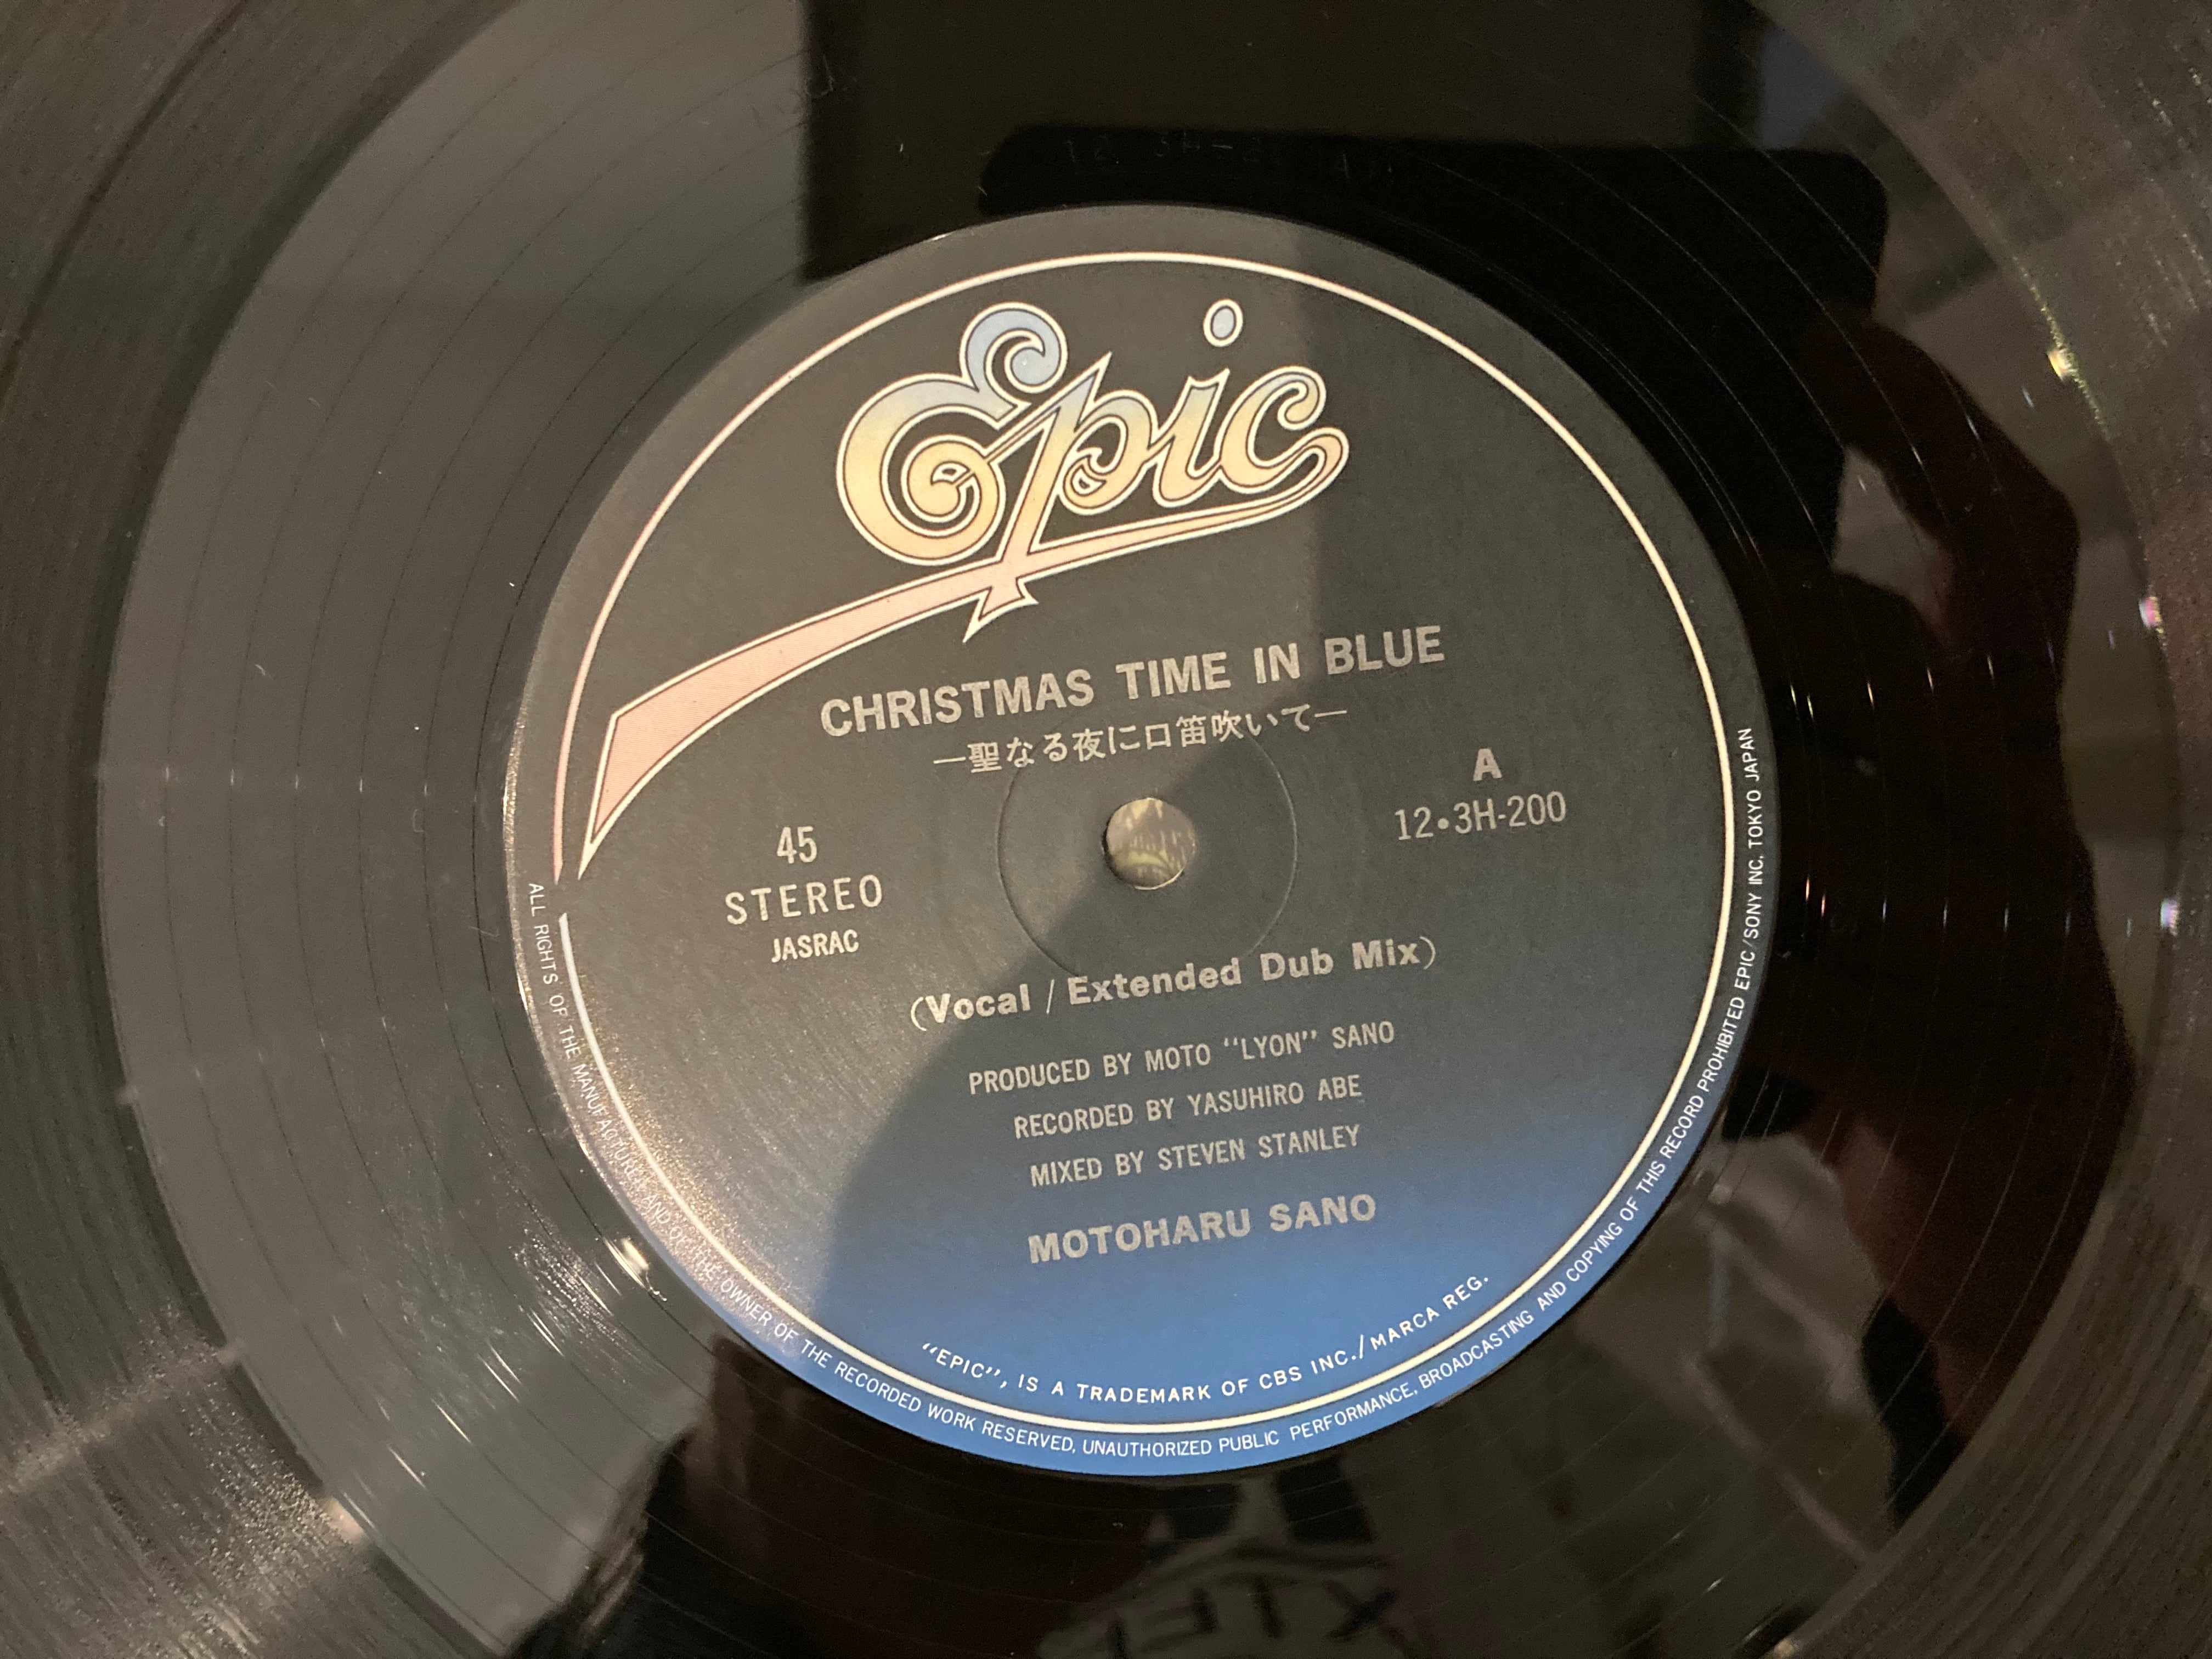 Epic
CHRISTMAS TIME IN BLUE
―聖なる夜に口笛吹いて―
A
12•3H-200
45
STEREO
JASRAC
(Vocal / Extended Dub Mix)
PRODUCED BY MOTO "LYON" SANO
RECORDED BY YASUHIRO ABE
MIXED BY STEVEN STANLEY
MOTOHARU SANO
"EPIC", IS A TRADEMARK OF CBS INC./MARCA REG.
ALL RIGHTS OF THE MANUFACTURER AND OF THE OWNER OF THE RECORDED WORK RESERVED, UNAUTHORIZED PUBLIC PERFORMANCE, BROADCASTING AND COPYING OF THIS RECORD PROHIBITED EPIC/SONY INC. TOKYO JAPAN